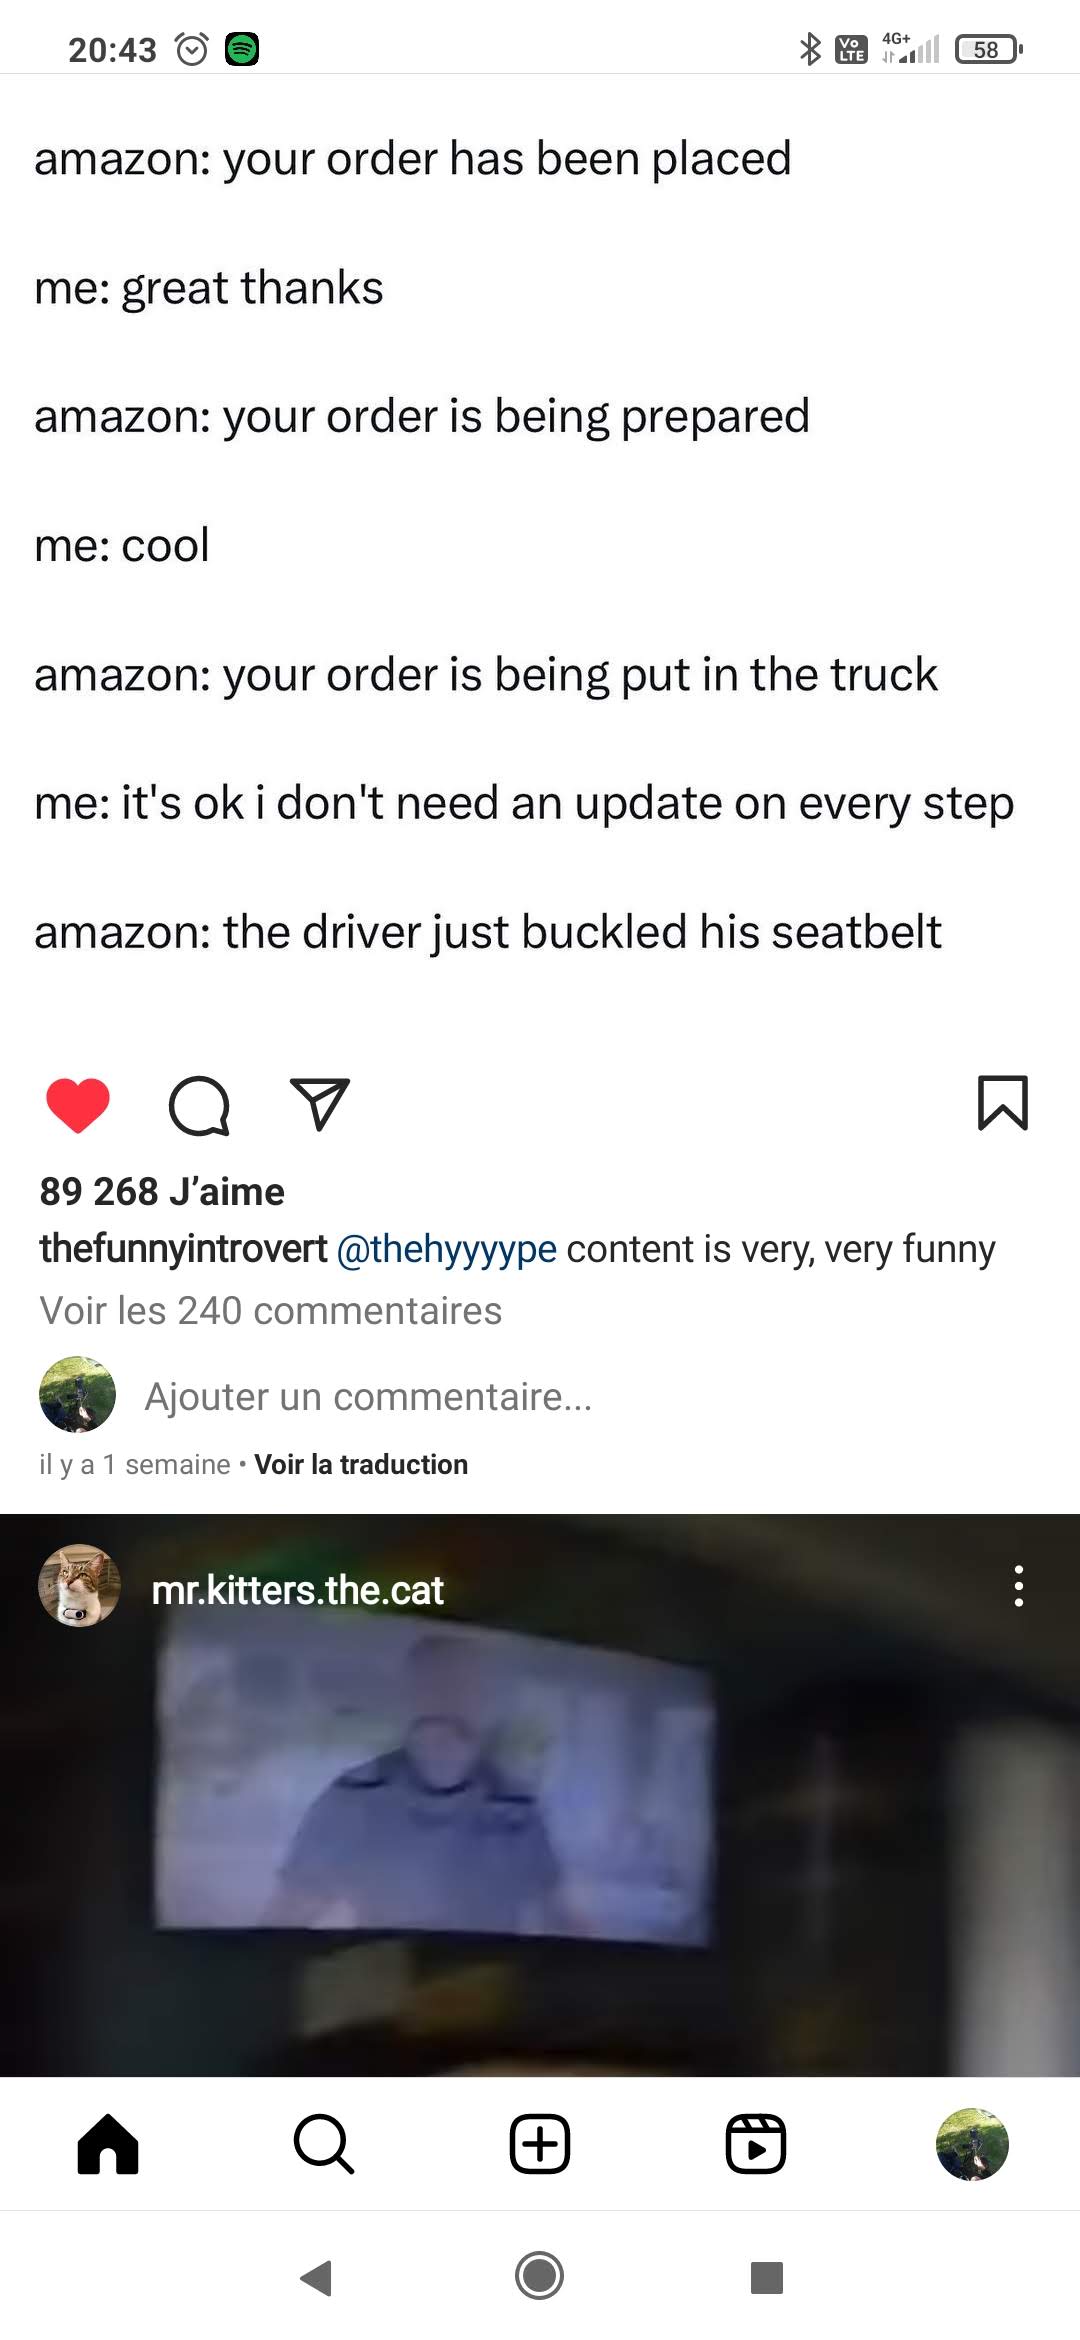 20:43
Vo LTE 4G+ 58
amazon: your order has been placed
me: great thanks
amazon: your order is being prepared
me: cool
amazon: your order is being put in the truck
me: it's ok i don't need an update on every step
amazon: the driver just buckled his seatbelt
89 268 J’aime
thefunnyintrovert @thehyyyype content is very, very funny
Voir les 240 commentaires
Ajouter un commentaire...
il y a 1 semaine • Voir la traduction
mr.kitters.the.cat